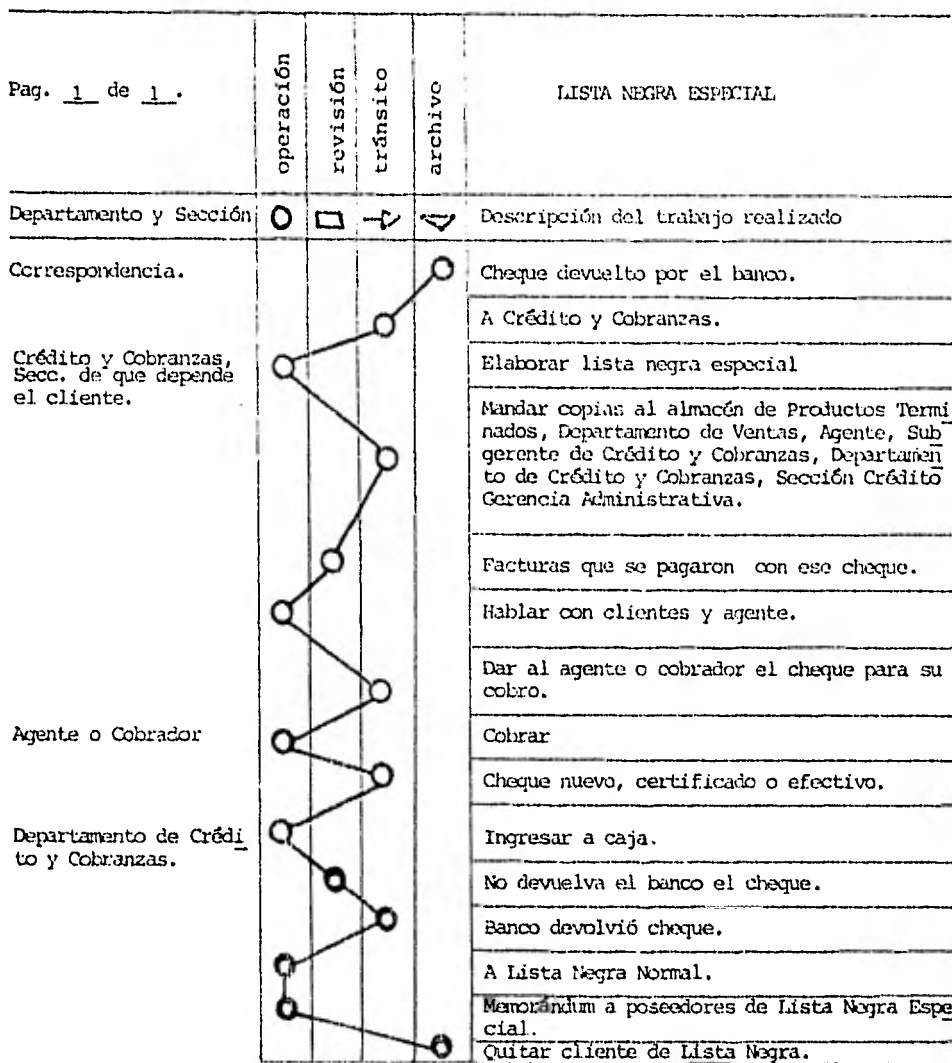 Pag. 1 de 1.
operación
revisión
tránsito
archivo
LISTA NEGRA ESPECIAL
Departamento y Sección
Descripción del trabajo realizado
Correspondencia.
Cheque devuelto por el banco.
A Crédito y Cobranzas.
Crédito y Cobranzas,
Secc. de que depende
el cliente.
Elaborar lista negra especial
Mandar copias al almacén de Productos Termi
nados, Departamento de Ventas, Agente, Sub
gerente de Crédito y Cobranzas, Departamen
to de Crédito y Cobranzas, Sección Crédito
Gerencia Administrativa.
Facturas que se pagaron con ese cheque.
Hablar con clientes y agente.
Dar al agente o cobrador el cheque para su
cobro.
Agente o Cobrador
Cobrar
Cheque nuevo, certificado o efectivo.
Departamento de Crédi
to y Cobranzas.
Ingresar a caja.
No devuelva el banco el cheque.
Banco devolvió cheque.
A Lista Negra Normal.
Memorándum a poseedores de Lista Negra Espe
cial.
Quitar cliente de Lista Negra.